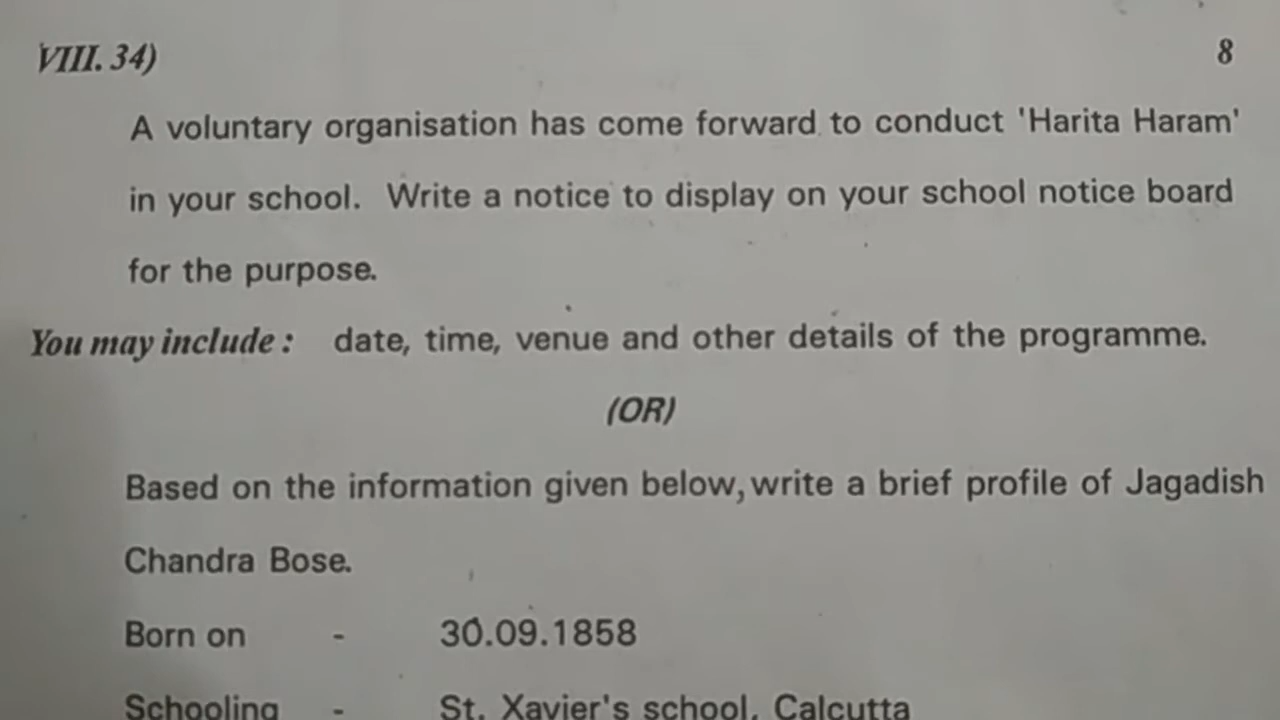 VIII. 34) 8
A voluntary organisation has come forward to conduct 'Harita Haram'
in your school. Write a notice to display on your school notice board
for the purpose.
You may include : date, time, venue and other details of the programme.
(OR)
Based on the information given below, write a brief profile of Jagadish
Chandra Bose.
Born on - 30.09.1858
Schooling - St. Xavier's school, Calcutta